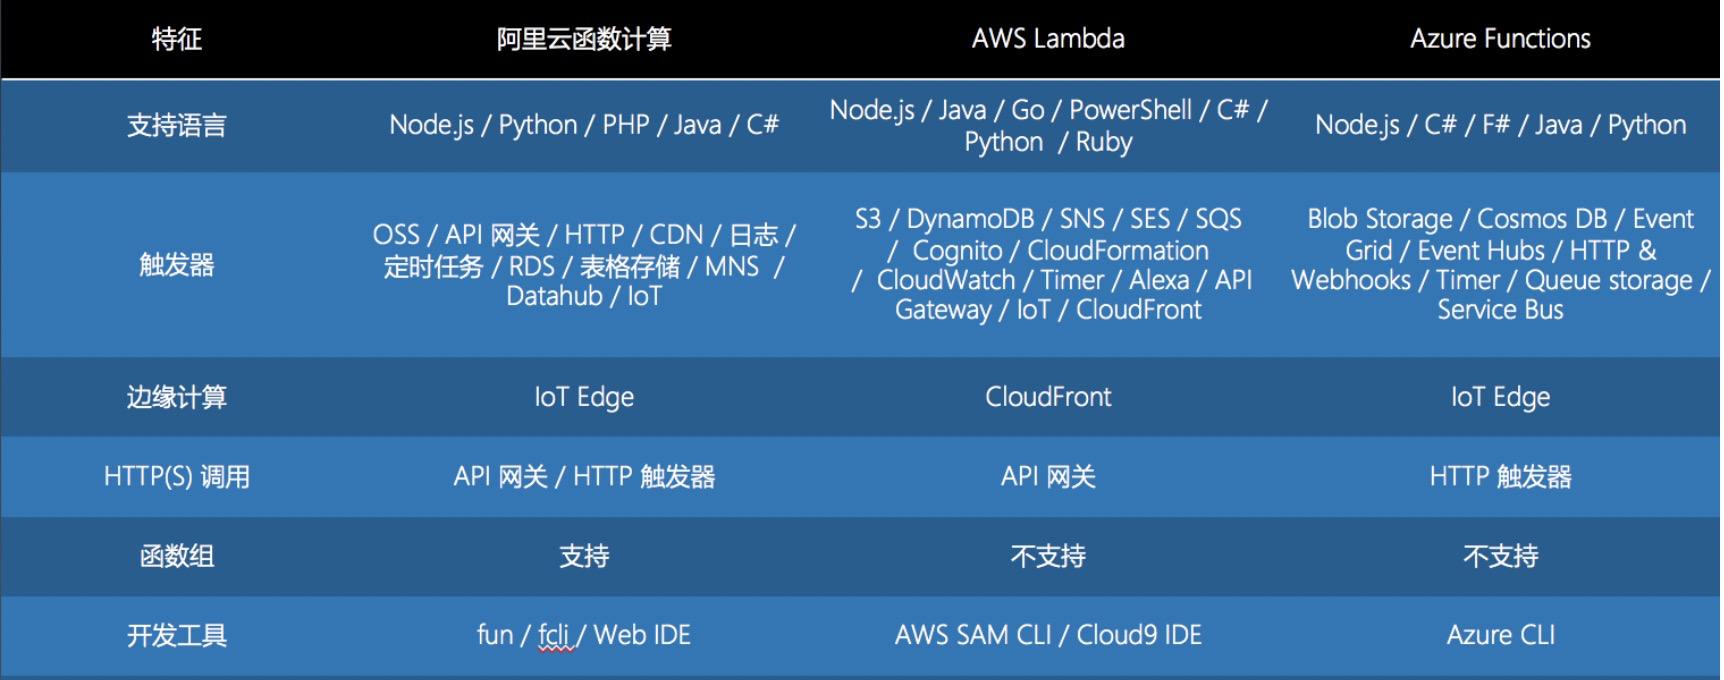 特征 阿里云函数计算 AWS Lambda Azure Functions
支持语言
Node.js / Python / PHP / Java / C#
Node.js / Java / Go / PowerShell / C# /
Python / Ruby
Node.js / C# / F# / Java / Python
触发器
OSS / API 网关 / HTTP / CDN / 日志 /
定时任务 / RDS / 表格存储 / MNS /
Datahub / IoT
S3 / DynamoDB / SNS / SES / SQS
/ Cognito / CloudFormation
/ CloudWatch / Timer / Alexa / API
Gateway / IoT / CloudFront
Blob Storage / Cosmos DB / Event
Grid / Event Hubs / HTTP &
Webhooks / Timer / Queue storage /
Service Bus
边缘计算 IoT Edge CloudFront IoT Edge
HTTP(S) 调用 API 网关 / HTTP 触发器 API 网关 HTTP 触发器
函数组 支持 不支持 不支持
开发工具 fun / fcli / Web IDE AWS SAM CLI / Cloud9 IDE Azure CLI